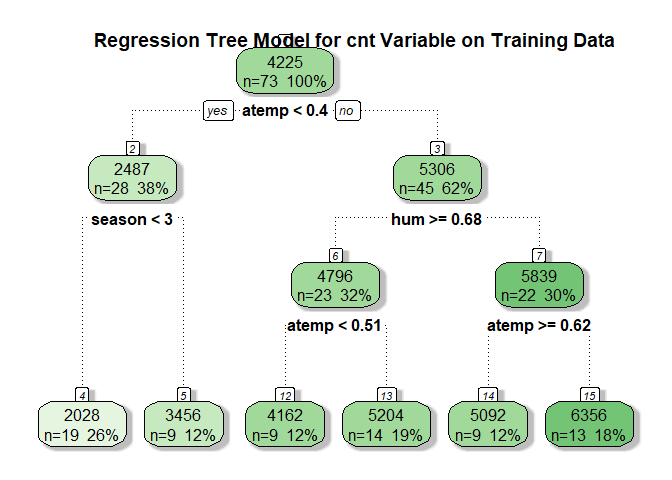 Regression Tree Model for cnt Variable on Training Data
4225
n=73 100%
yes atemp < 0.4 no
2
2487
n=28 38%
3
5306
n=45 62%
season < 3
hum >= 0.68
6
4796
n=23 32%
7
5839
n=22 30%
atemp < 0.51
atemp >= 0.62
4
2028
n=19 26%
5
3456
n=9 12%
12
4162
n=9 12%
13
5204
n=14 19%
14
5092
n=9 12%
15
6356
n=13 18%